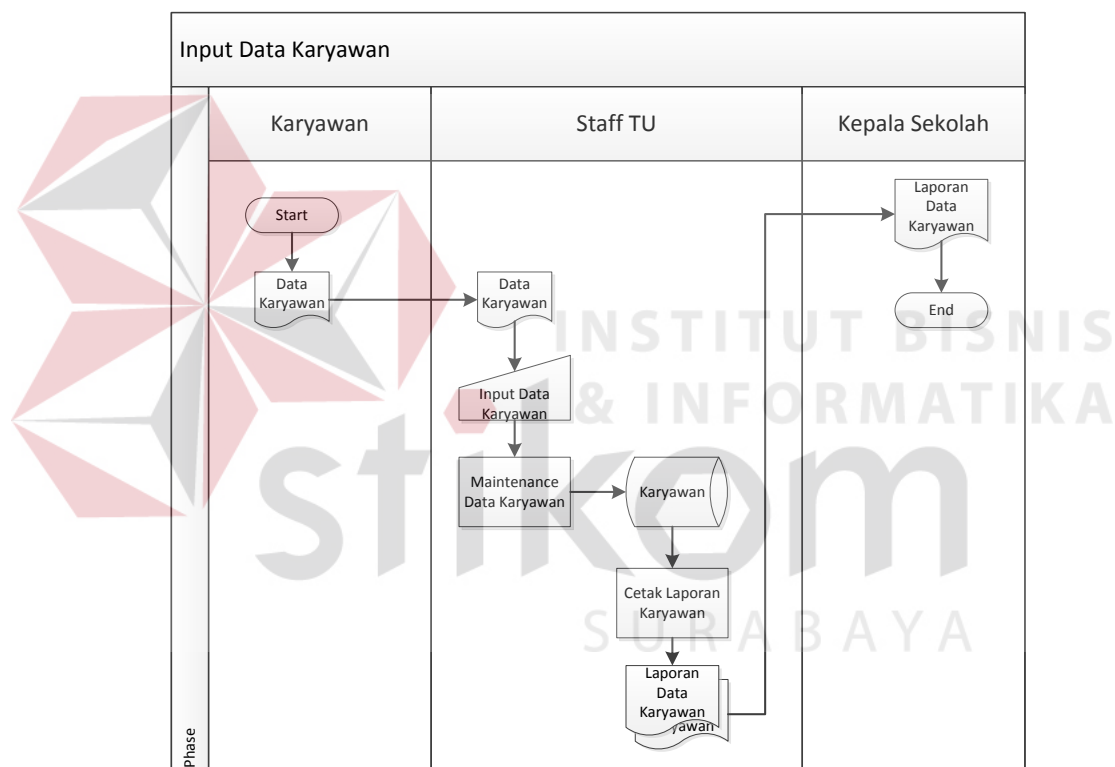 Input Data Karyawan
Karyawan
Staff TU
Kepala Sekolah
Start
Data
Karyawan
Data
Karyawan
Input Data
Karyawan
Maintenance
Data Karyawan
Karyawan
Cetak Laporan
Karyawan
Laporan
Data
Karyawan
yawan
Laporan
Data
Karyawan
End
Phase
INSTITUT BISNIS
& INFORMATIKA
stikom
SURABAYA